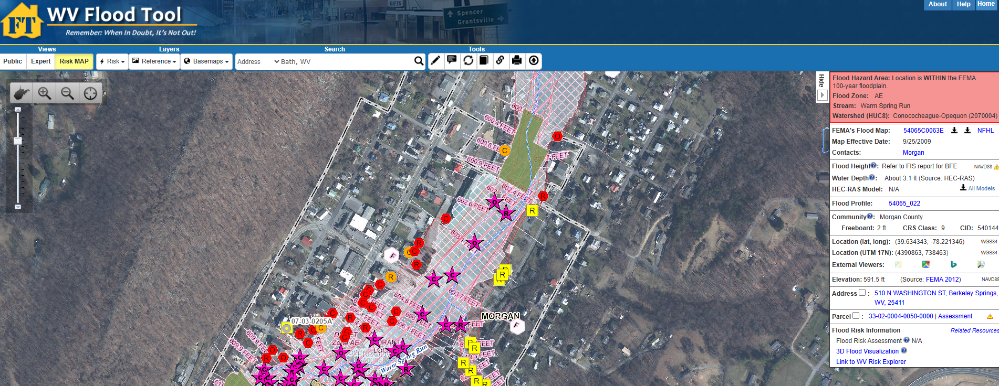 WV Flood Tool
Remember: When In Doubt, It's Not Out!
FT
GIFTS
Spencer
Grantsville
About Help Home
Views Layers Search Tools
Public Expert Risk MAP Risk Reference Basemaps Address Bath, WV
Hide
Flood Hazard Area: Location is WITHIN the FEMA
100-year floodplain.
Flood Zone: AE
Stream: Warm Spring Run
Watershed (HUC8): Conococheague-Opequon (2070004)
FEMA's Flood Map: 54065C0063E NFHL
Map Effective Date: 9/25/2009
Contacts: Morgan
Flood Height: Refer to FIS report for BFE NAVD88
Water Depth: About 3.1 ft (Source: HEC-RAS)
HEC-RAS Model: N/A All Models
Flood Profile: 54065_022
Community: Morgan County
Freeboard: 2 ft CRS Class: 9 CID: 540144
Location (lat, long): (39.634343, -78.221346) WGS84
Location (UTM 17N): (4390863, 738463) WGS84
External Viewers:
Elevation: 591.5 ft (Source: FEMA 2012) NAVD88
Address: 510 N WASHINGTON ST, Berkeley Springs,
WV, 25411
Parcel: 33-02-0004-0050-0000 | Assessment
Flood Risk Information Related Resources
Flood Risk Assessment N/A
3D Flood Visualization
Link to WV Risk Explorer
600.4 FEET
600.6 FE
600.9 FEET
600.7 FEET
602.4 F
602.6 FEET
603.1 F
603.7 FEET
604.8 FEET
606.1 FEET
609.9 FEET
MORGAN
07-03-0205A
DRAFT
Zone AE
Warm Spring Run